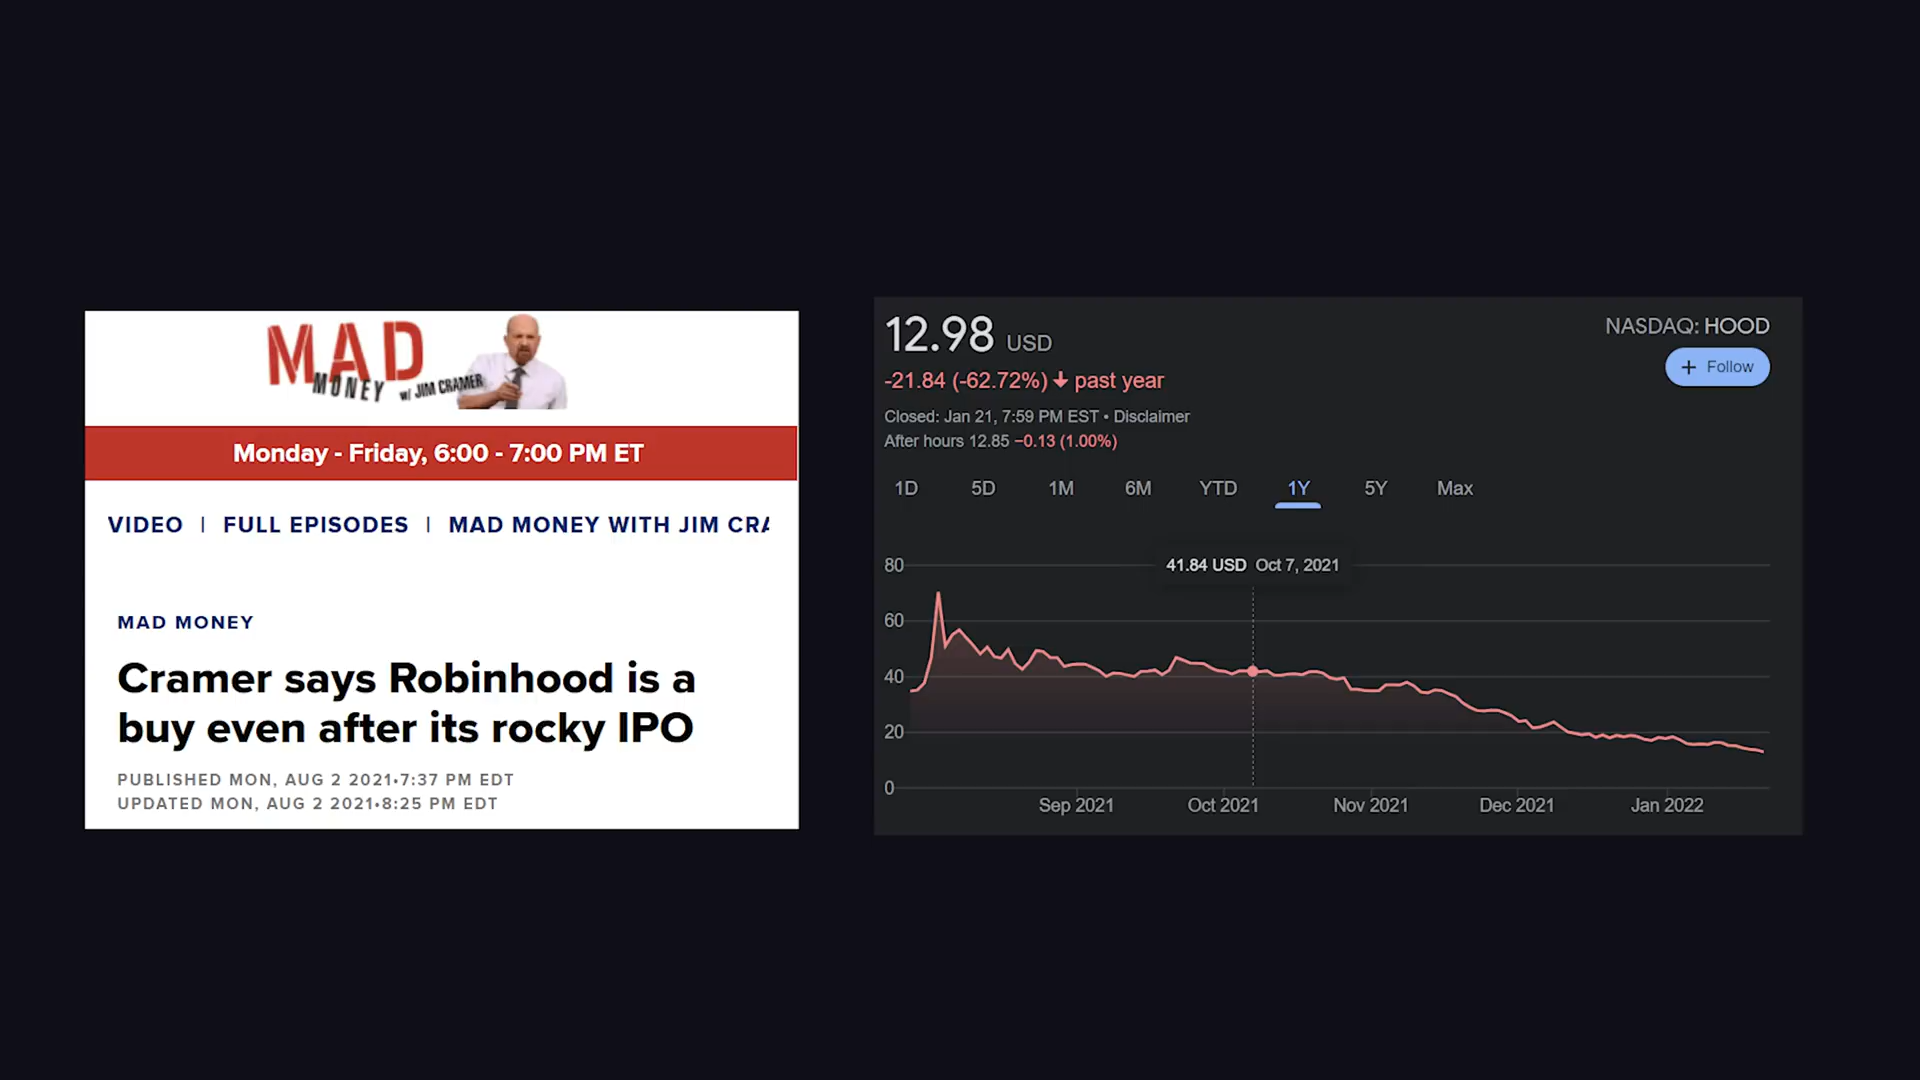 MAD
MONEY w/ JIM CRAMER
Monday - Friday, 6:00 - 7:00 PM ET
VIDEO | FULL EPISODES | MAD MONEY WITH JIM CRA
MAD MONEY
Cramer says Robinhood is a
buy even after its rocky IPO
PUBLISHED MON, AUG 2 2021•7:37 PM EDT
UPDATED MON, AUG 2 2021•8:25 PM EDT
12.98 USD
NASDAQ: HOOD
+ Follow
-21.84 (-62.72%) ↓ past year
Closed: Jan 21, 7:59 PM EST • Disclaimer
After hours 12.85 −0.13 (1.00%)
1D 5D 1M 6M YTD 1Y 5Y Max
41.84 USD Oct 7, 2021
80
60
40
20
0
Sep 2021 Oct 2021 Nov 2021 Dec 2021 Jan 2022